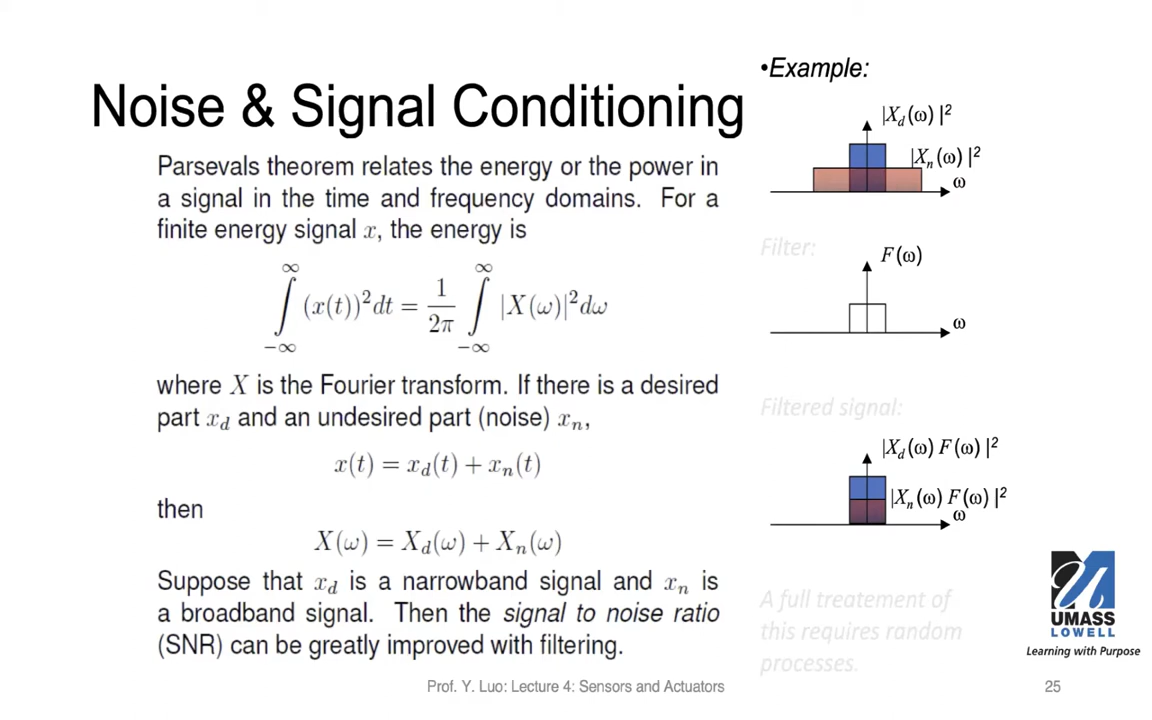 Noise & Signal Conditioning
Parsevals theorem relates the energy or the power in
a signal in the time and frequency domains. For a
finite energy signal x, the energy is
∫_{-∞}^{∞} (x(t))²dt = \frac{1}{2π} ∫_{-∞}^{∞} |X(ω)|²dω
where X is the Fourier transform. If there is a desired
part x_d and an undesired part (noise) x_n,
x(t) = x_d(t) + x_n(t)
then
X(ω) = X_d(ω) + X_n(ω)
Suppose that x_d is a narrowband signal and x_n is
a broadband signal. Then the signal to noise ratio
(SNR) can be greatly improved with filtering.
•Example:
|X_d(ω) |²
|X_n(ω) |²
ω
Filter:
F(ω)
ω
Filtered signal:
|X_d(ω) F(ω) |²
|X_n(ω) F(ω) |²
ω
A full treatement of
this requires random
processes.
UMASS
LOWELL
Learning with Purpose
Prof. Y. Luo: Lecture 4: Sensors and Actuators
25